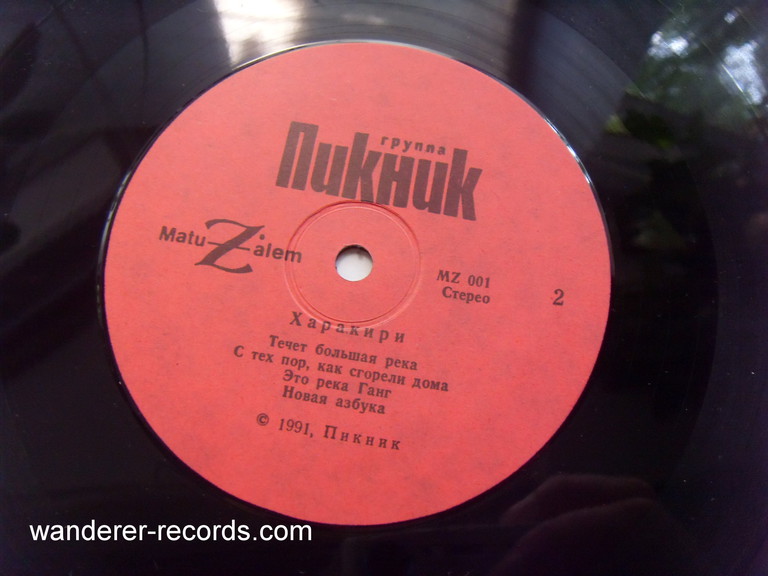 группа
Пикник
MatuZalem
MZ 001
Стерео
2
Харакири
Течет большая река
С тех пор, как сгорели дома
Это река Ганг
Новая азбука
© 1991, Пикник
wanderer-records.com